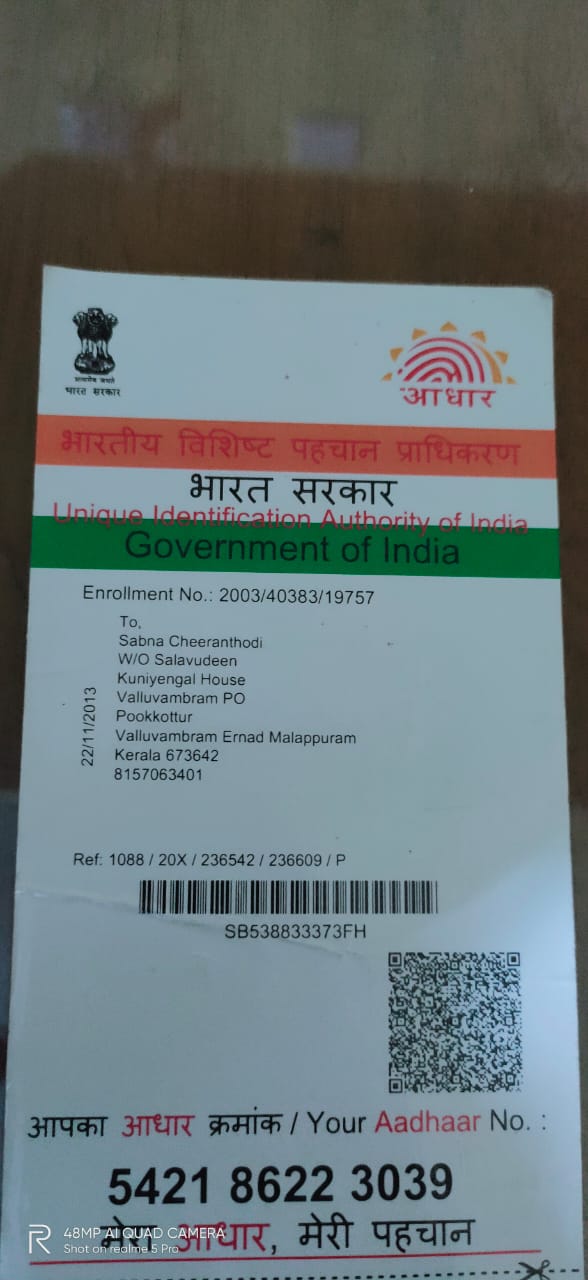 सत्यमेव जयते
भारत सरकार
आधार
भारतीय विशिष्ट पहचान प्राधिकरण
भारत सरकार
Unique Identification Authority of India
Government of India
Enrollment No.: 2003/40383/19757
22/11/2013
To,
Sabna Cheeranthodi
W/O Salavudeen
Kuniyengal House
Valluvambram PO
Pookkottur
Valluvambram Ernad Malappuram
Kerala 673642
8157063401
Ref: 1088 / 20X / 236542 / 236609 / P
SB538833373FH
आपका आधार क्रमांक / Your Aadhaar No. :
5421 8622 3039
मेरा आधार, मेरी पहचान
48MP AI QUAD CAMERA
Shot on realme 5 Pro